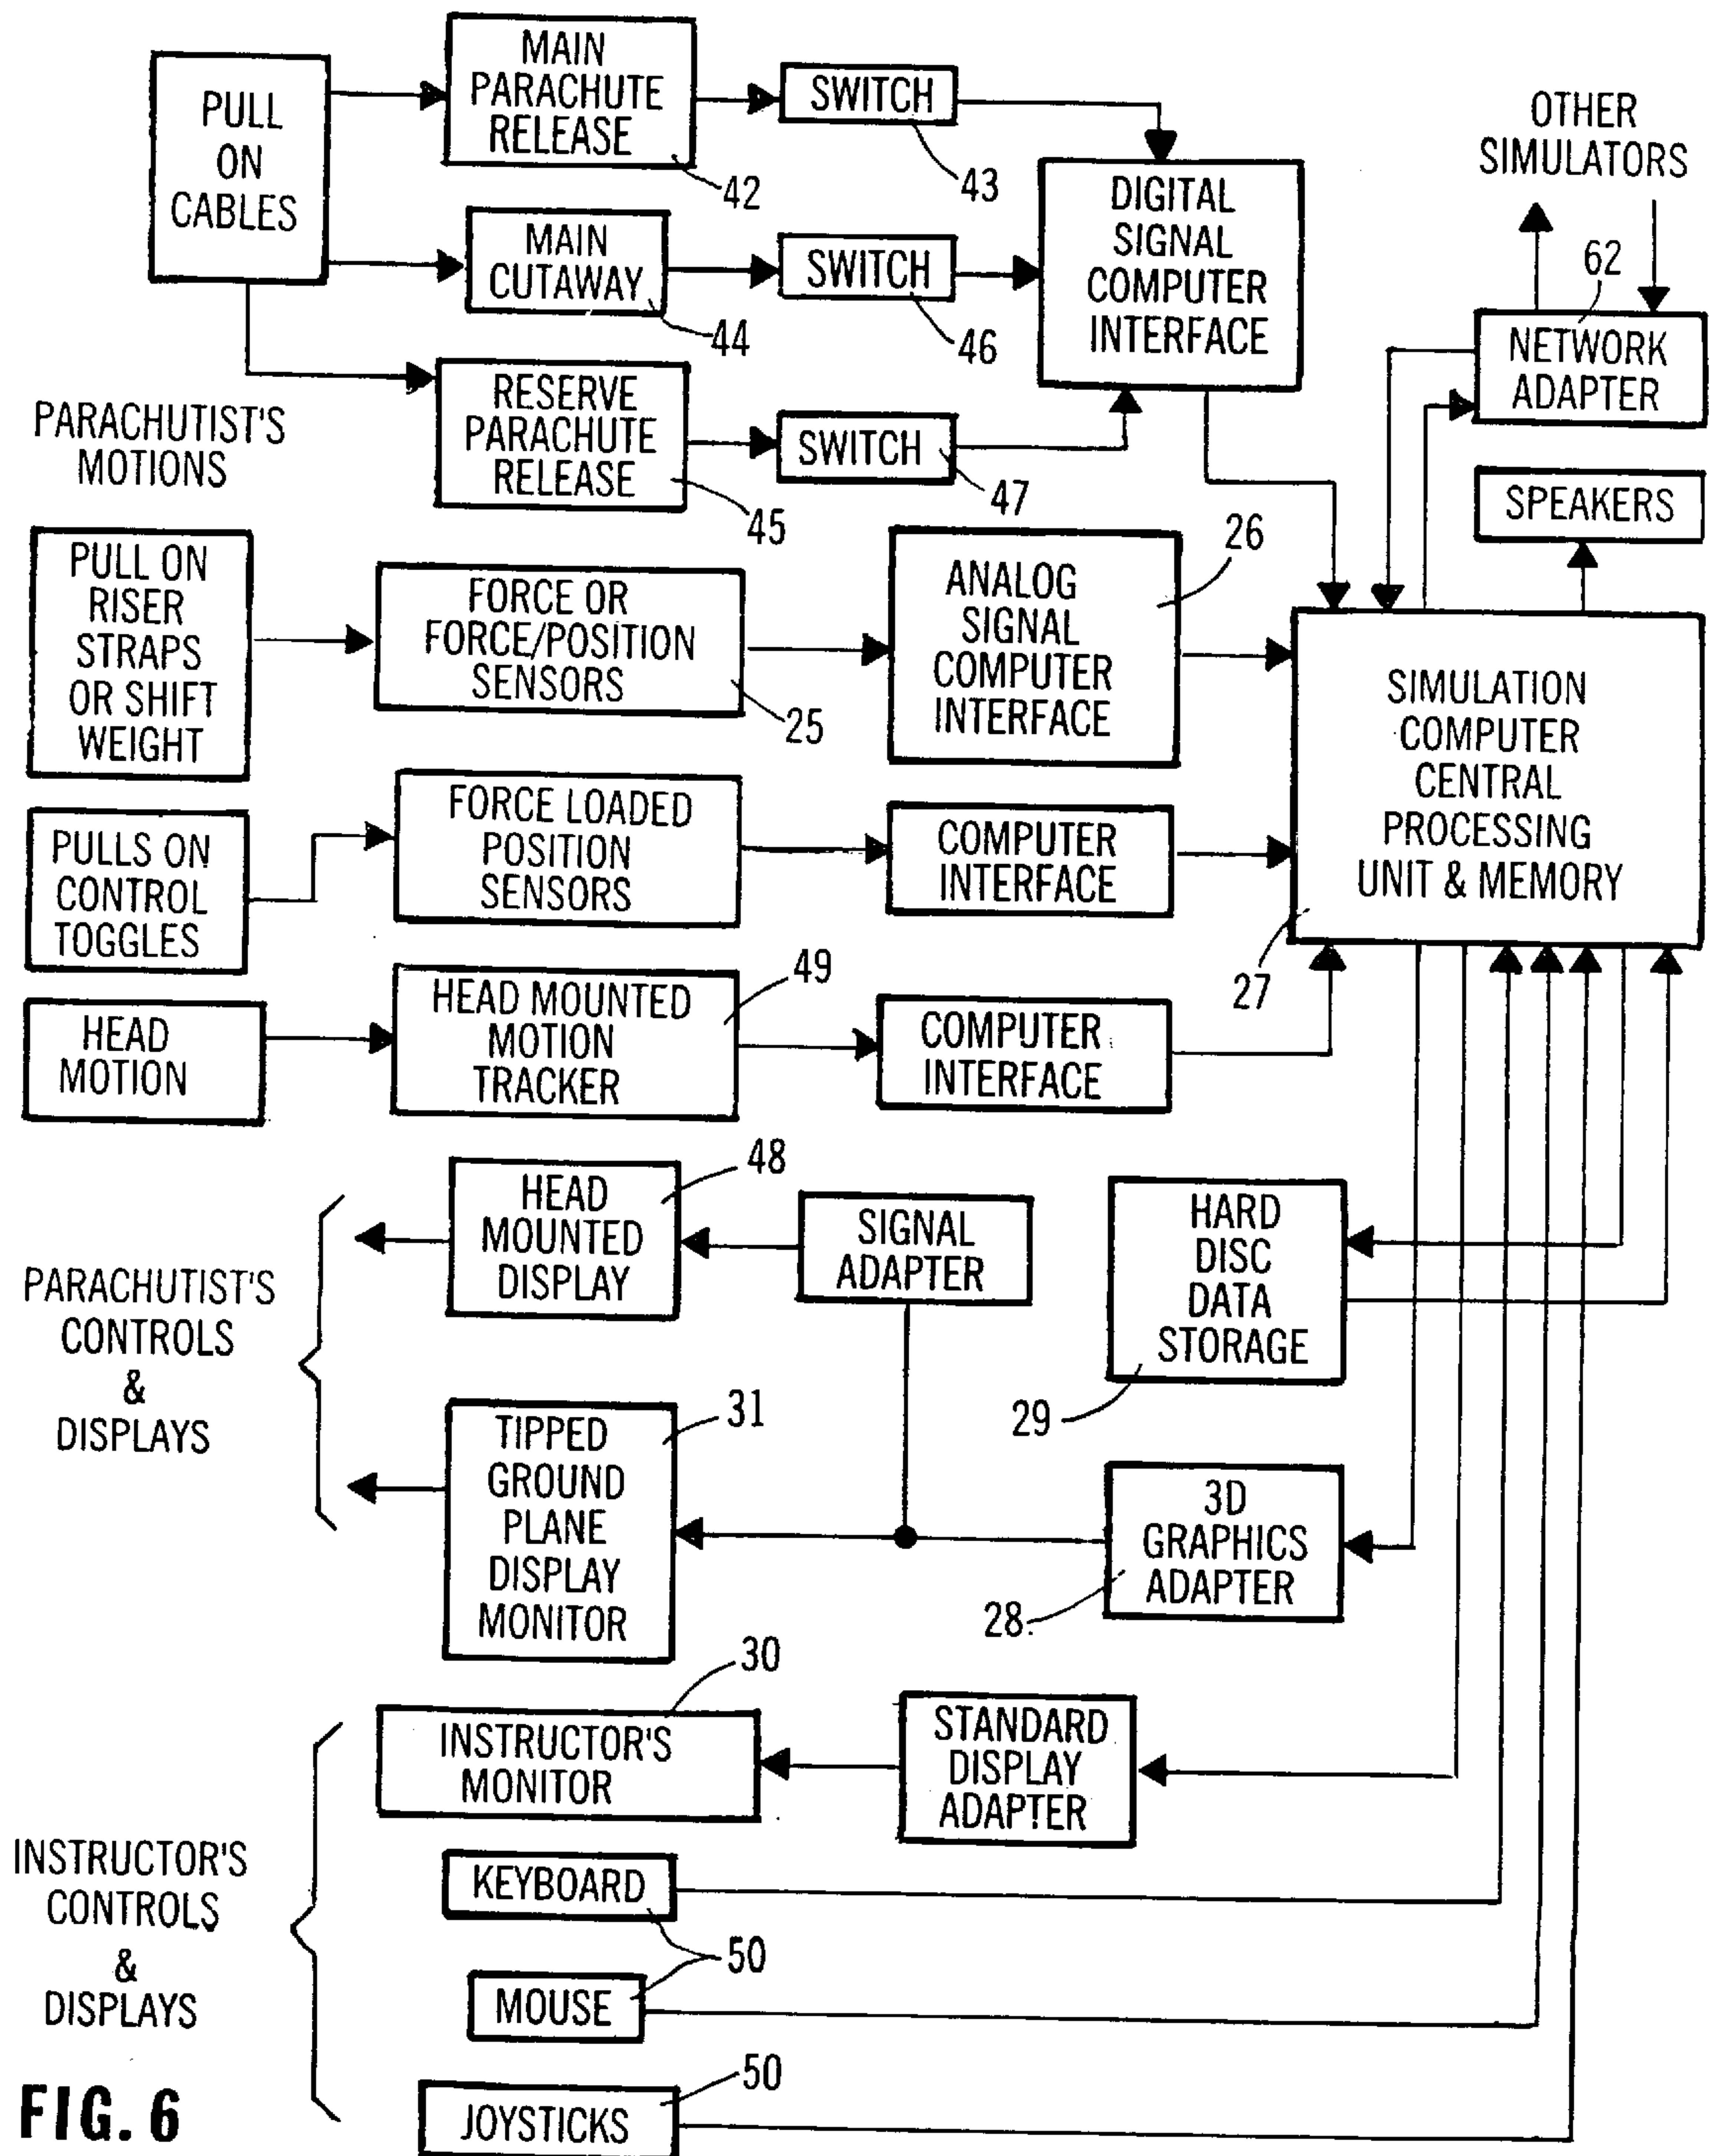 PULL
ON
CABLES
MAIN
PARACHUTE
RELEASE
42
SWITCH
43
MAIN
CUTAWAY
44
SWITCH
46
DIGITAL
SIGNAL
COMPUTER
INTERFACE
OTHER
SIMULATORS
62
NETWORK
ADAPTER
RESERVE
PARACHUTE
RELEASE
45
SWITCH
47
SPEAKERS
PARACHUTIST'S
MOTIONS
PULL ON
RISER
STRAPS
OR SHIFT
WEIGHT
FORCE OR
FORCE/POSITION
SENSORS
25
ANALOG
SIGNAL
COMPUTER
INTERFACE
26
SIMULATION
COMPUTER
CENTRAL
PROCESSING
UNIT & MEMORY
27
PULLS ON
CONTROL
TOGGLES
FORCE LOADED
POSITION
SENSORS
COMPUTER
INTERFACE
HEAD
MOTION
HEAD MOUNTED
MOTION
TRACKER
49
COMPUTER
INTERFACE
PARACHUTIST'S
CONTROLS
&
DISPLAYS
HEAD
MOUNTED
DISPLAY
48
SIGNAL
ADAPTER
HARD
DISC
DATA
STORAGE
29
TIPPED
GROUND
PLANE
DISPLAY
MONITOR
31
3D
GRAPHICS
ADAPTER
28
INSTRUCTOR'S
CONTROLS
&
DISPLAYS
INSTRUCTOR'S
MONITOR
30
STANDARD
DISPLAY
ADAPTER
KEYBOARD
50
MOUSE
JOYSTICKS
50
FIG. 6